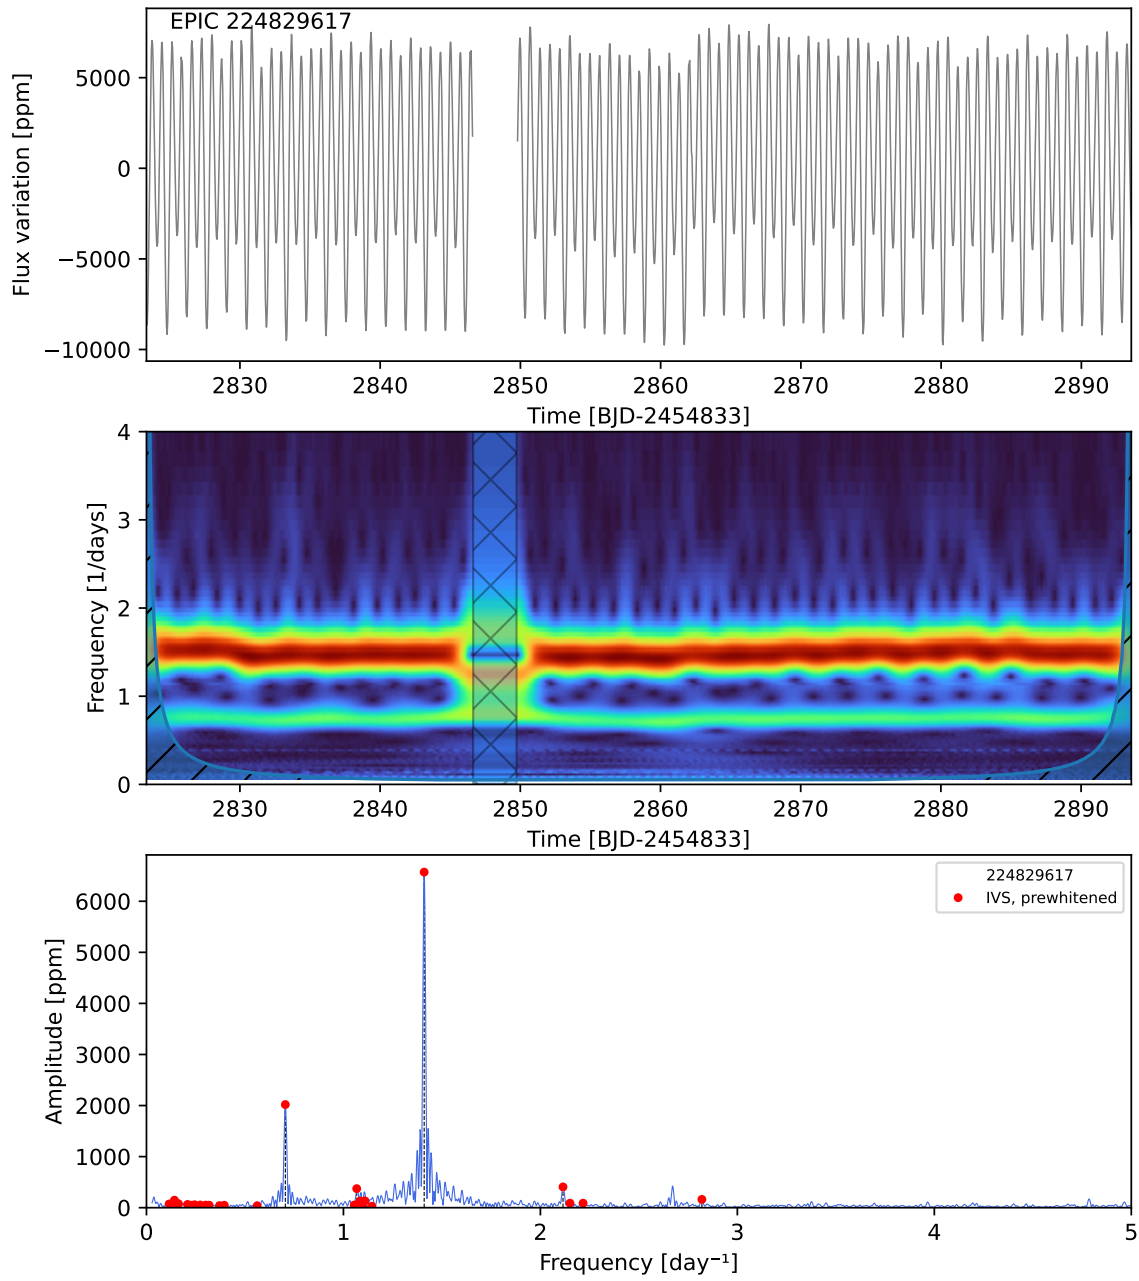 EPIC 224829617
Flux variation [ppm]
5000
0
−5000
−10000
2830 2840 2850 2860 2870 2880 2890
Time [BJD-2454833]
Frequency [1/days]
4
3
2
1
0
2830 2840 2850 2860 2870 2880 2890
Time [BJD-2454833]
Amplitude [ppm]
6000
5000
4000
3000
2000
1000
0
224829617
IVS, prewhitened
0 1 2 3 4 5
Frequency [day⁻¹]